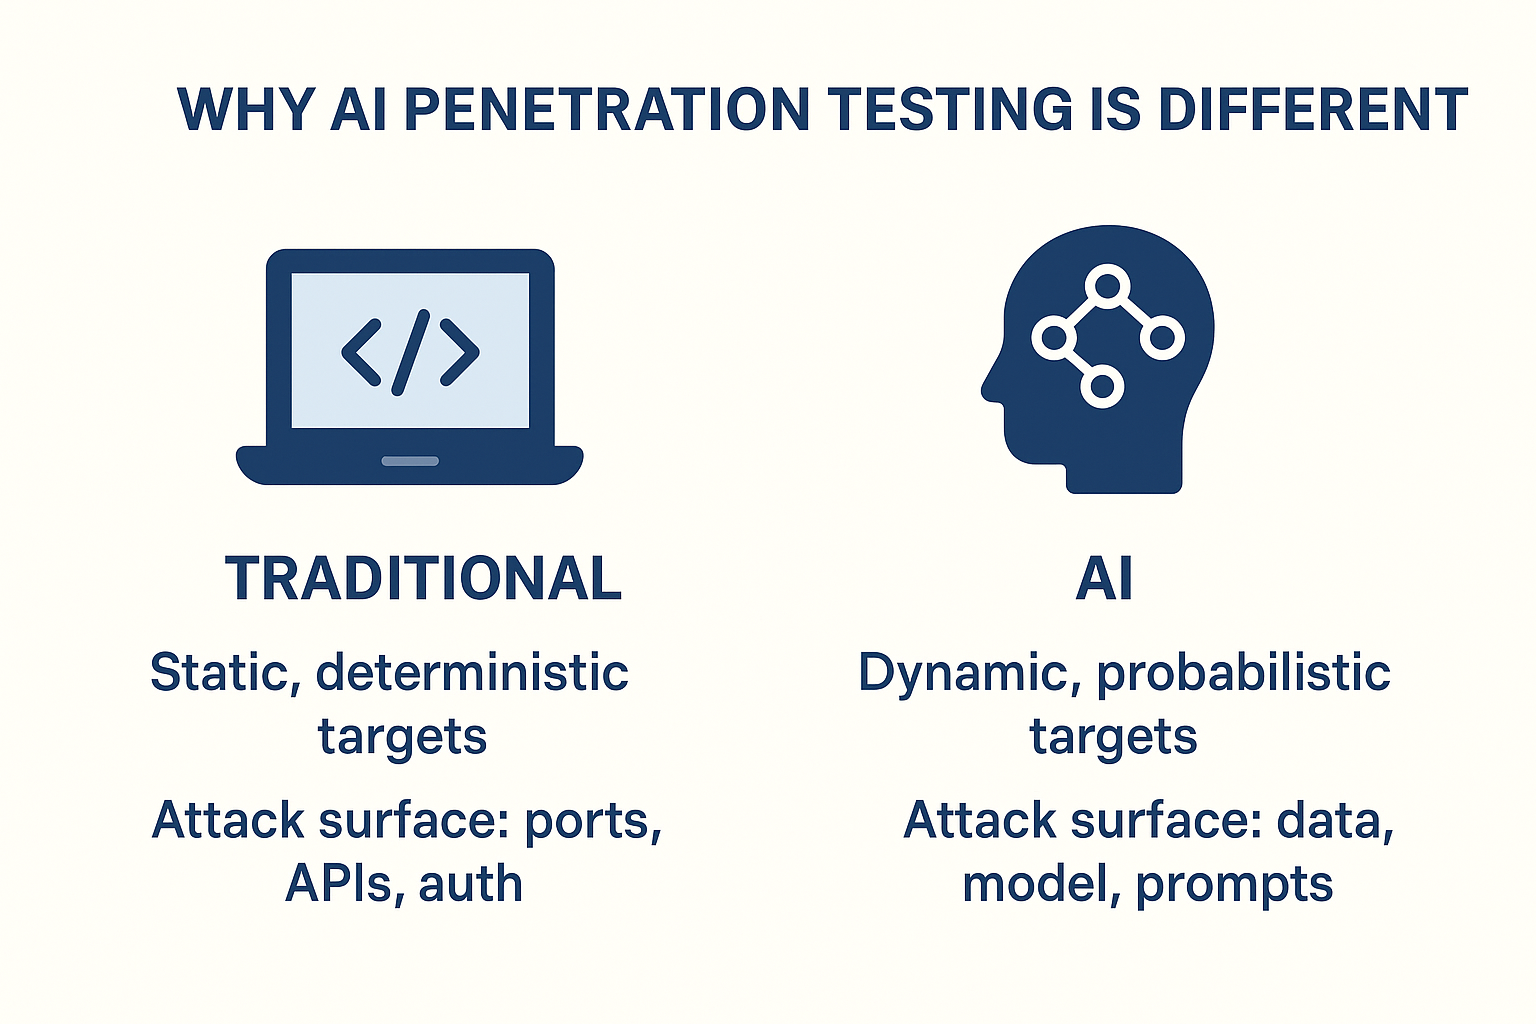 WHY AI PENETRATION TESTING IS DIFFERENT
</>
TRADITIONAL
Static, deterministic
targets
Attack surface: ports,
APIs, auth
AI
Dynamic, probabilistic
targets
Attack surface: data,
model, prompts